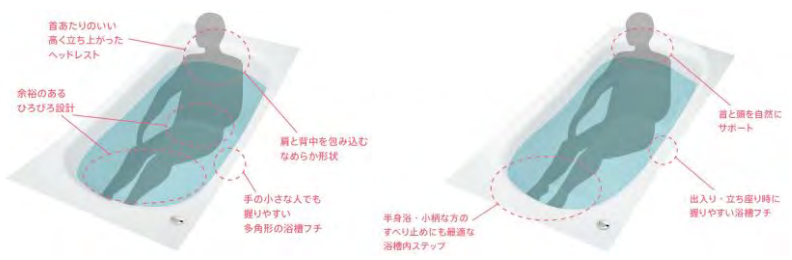 首あたりのいい
高く立ち上がった
ヘッドレスト
余裕のある
ひろびろ設計
肩と背中を包み込む
なめらか形状
手の小さな人でも
握りやすい
多角形の浴槽フチ
首と頭を自然に
サポート
出入り・立ち座り時に
握りやすい浴槽フチ
半身浴・小柄な方の
すべり止めにも最適な
浴槽内ステップ